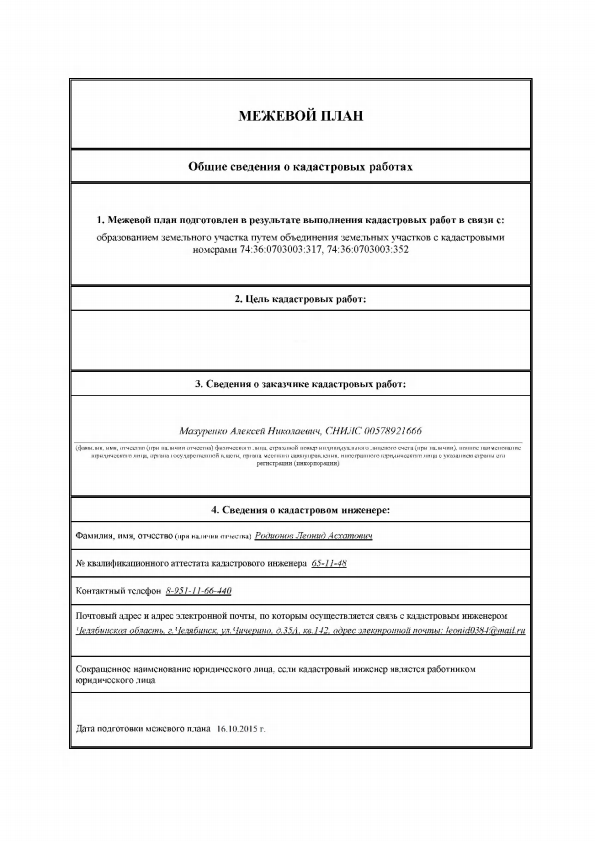 МЕЖЕВОЙ ПЛАН
Общие сведения о кадастровых работах
1. Межевой план подготовлен в результате выполнения кадастровых работ в связи с:
образованием земельного участка путем объединения земельных участков с кадастровыми
номерами 74:36:0703003:317, 74:36:0703003:352
2. Цель кадастровых работ:
3. Сведения о заказчике кадастровых работ:
Мазуренко Алексей Николаевич, СНИЛС 00578921666
(фамилия, имя, отчество (при наличии отчества) физического лица, страховой номер индивидуального лицевого счета (при наличии), полное наименование
юридического лица, органа государственной власти, органа местного самоуправления, иностранного юридического лица с указанием страны его
регистрации (инкорпорации)
4. Сведения о кадастровом инженере:
Фамилия, имя, отчество (при наличии отчества) Родионов Леонид Асхатович
№ квалификационного аттестата кадастрового инженера 65-11-48
Контактный телефон 8-951-11-66-440
Почтовый адрес и адрес электронной почты, по которым осуществляется связь с кадастровым инженером
Челябинская область, г.Челябинск, ул.Чичерина, д.35А, кв.142, адрес электронной почты: leonid0384@mail.ru
Сокращенное наименование юридического лица, если кадастровый инженер является работником
юридического лица
Дата подготовки межевого плана 16.10.2015 г.